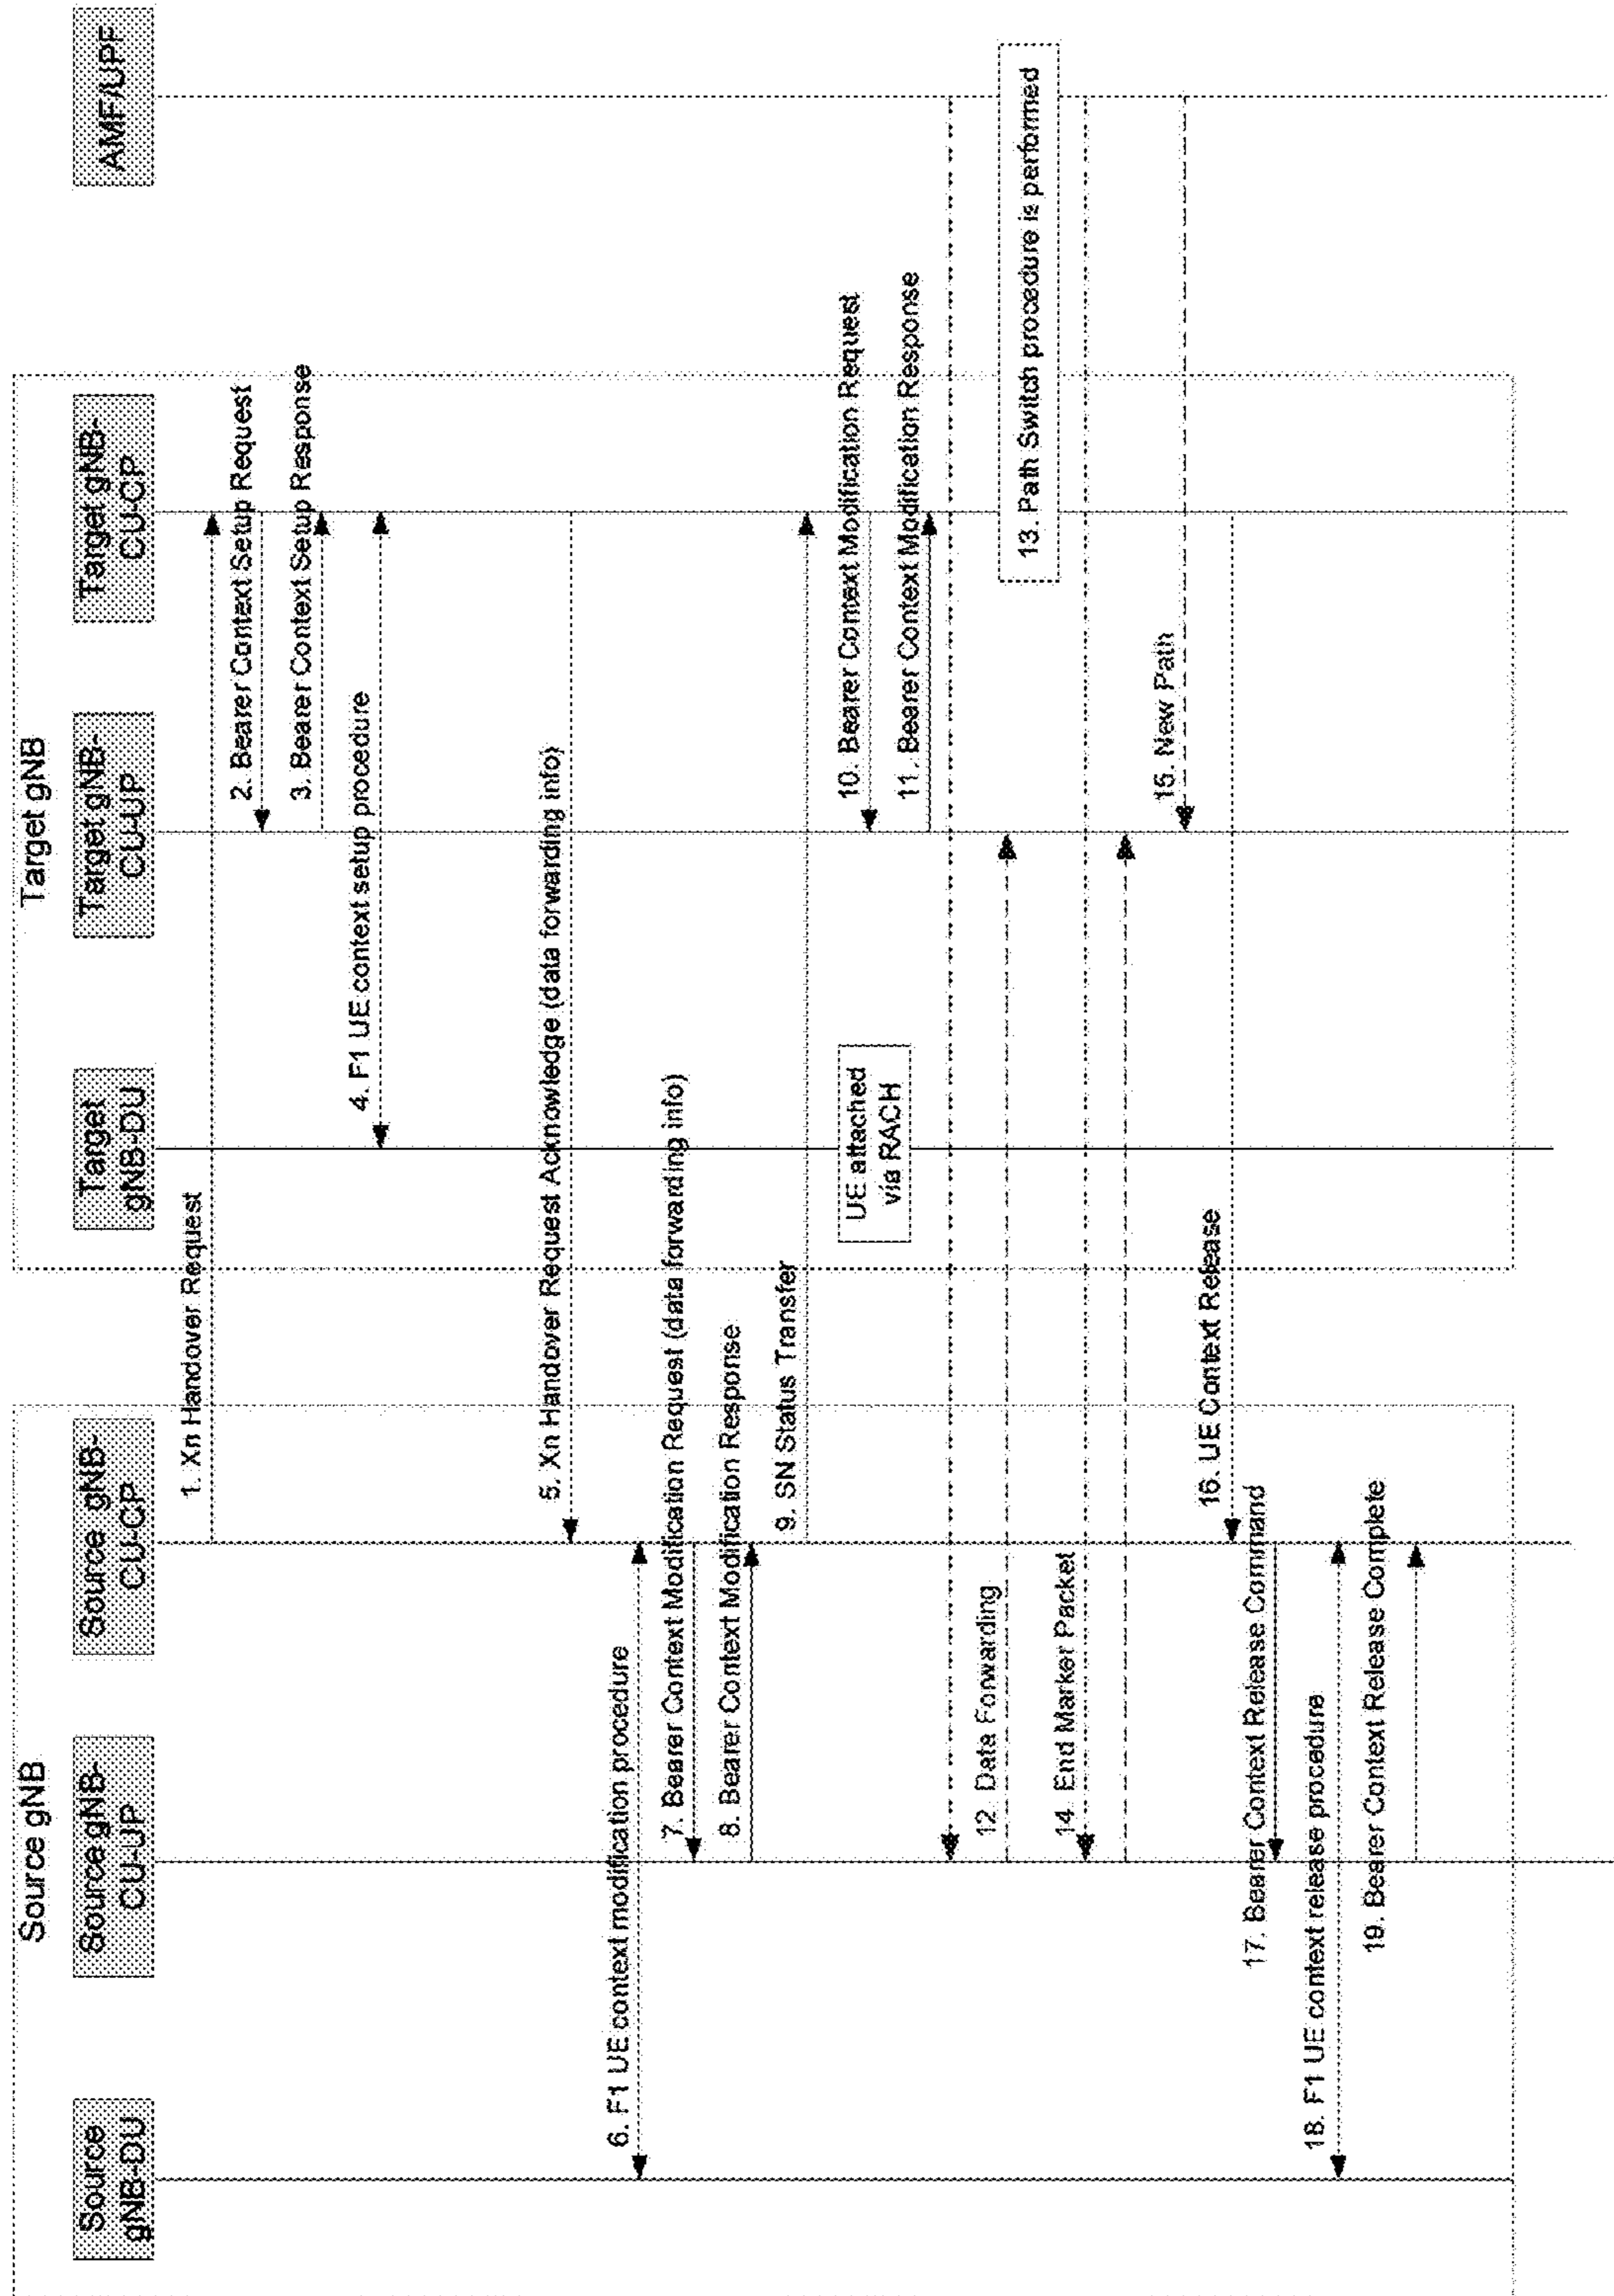 Source gNB
Target gNB
Source
gNB-DU
Source gNB-
CU-UP
Source gNB-
CU-CP
Target
gNB-DU
Target gNB-
CU-UP
Target gNB-
CU-CP
AMF/UPF
1. Xn Handover Request
2. Bearer Context Setup Request
3. Bearer Context Setup Response
4. F1 UE context setup procedure
5. Xn Handover Request Acknowledge (data forwarding info)
6. F1 UE context modification procedure
7. Bearer Context Modification Request (data forwarding info)
8. Bearer Context Modification Response
9. SN Status Transfer
UE attached
via RACH
10. Bearer Context Modification Request
11. Bearer Context Modification Response
12. Data Forwarding
13. Path Switch procedure is performed
14. End Marker Packet
15. New Path
16. UE Context Release
17. Bearer Context Release Command
18. F1 UE context release procedure
19. Bearer Context Release Complete